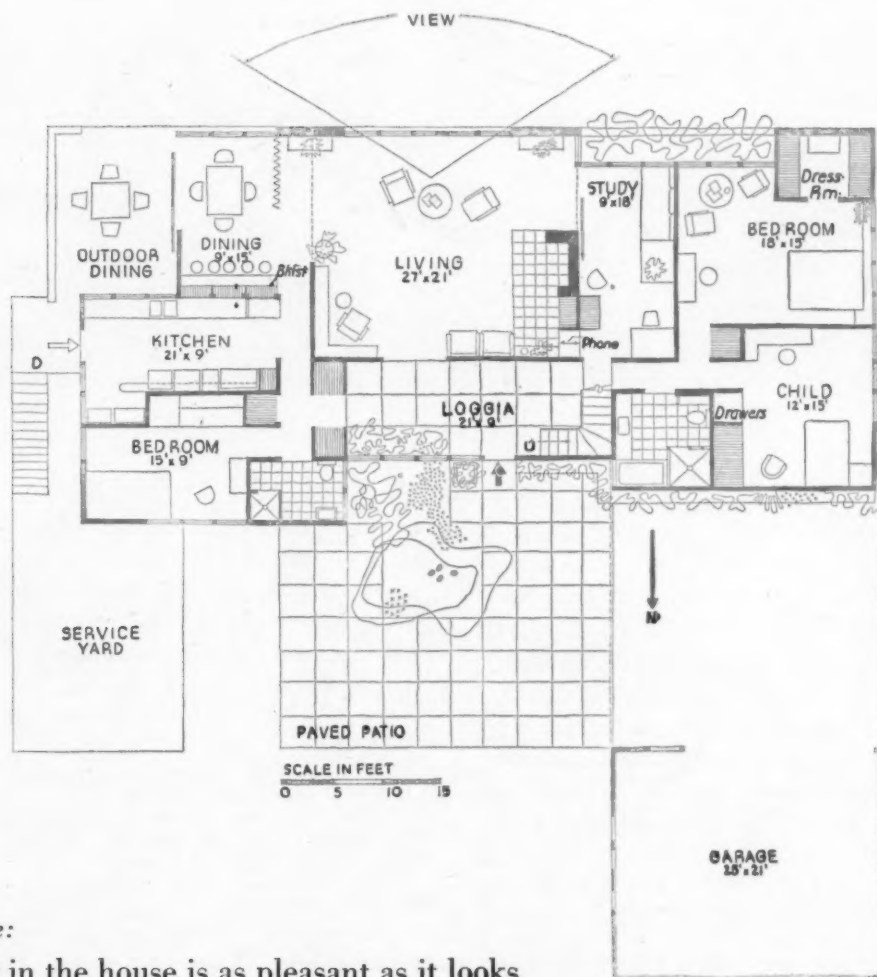 VIEW
Dress-
Rm.
STUDY
9'x18'
BED ROOM
18'x15'
OUTDOOR
DINING
DINING
9'x15'
Bkfst
LIVING
27'x21'
KITCHEN
21'x9'
Phone
D
CHILD
12'x15'
LOGGIA
21'x9'
Drawers
U
BED ROOM
15'x9'
N
SERVICE
YARD
PAVED PATIO
SCALE IN FEET
0 5 10 15
GARAGE
25'x21'
in the house is as pleasant as it looks